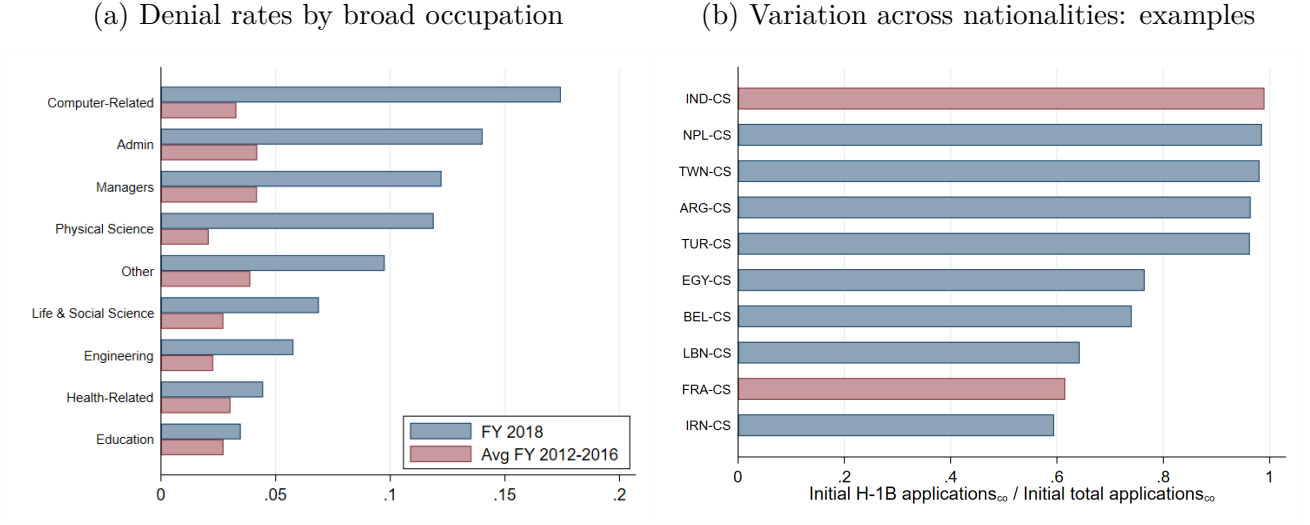 (a) Denial rates by broad occupation
Computer-Related
Admin
Managers
Physical Science
Other
Life & Social Science
Engineering
Health-Related
Education
FY 2018
Avg FY 2012-2016
0 .05 .1 .15 .2
(b) Variation across nationalities: examples
IND-CS
NPL-CS
TWN-CS
ARG-CS
TUR-CS
EGY-CS
BEL-CS
LBN-CS
FRA-CS
IRN-CS
0 .2 .4 .6 .8 1
Initial H-1B applicationsco / Initial total applicationsco